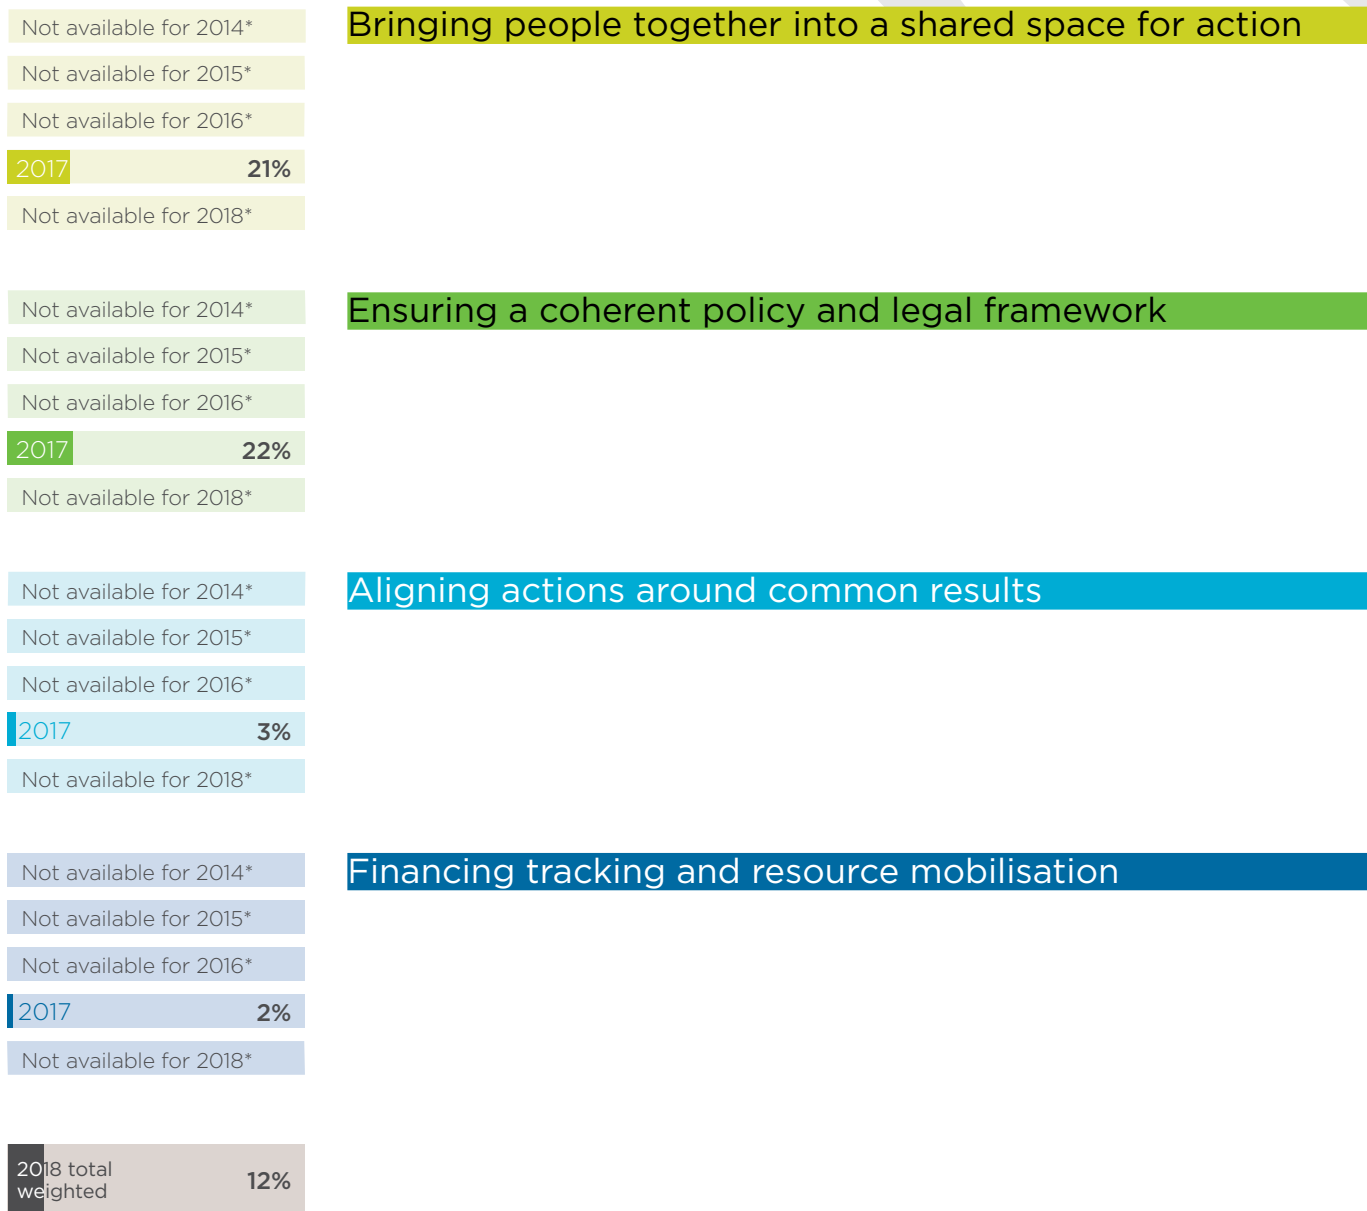 Not available for 2014*
Bringing people together into a shared space for action
Not available for 2015*
Not available for 2016*
2017 21%
Not available for 2018*
Not available for 2014*
Ensuring a coherent policy and legal framework
Not available for 2015*
Not available for 2016*
2017 22%
Not available for 2018*
Not available for 2014*
Aligning actions around common results
Not available for 2015*
Not available for 2016*
2017 3%
Not available for 2018*
Not available for 2014*
Financing tracking and resource mobilisation
Not available for 2015*
Not available for 2016*
2017 2%
Not available for 2018*
2018 total
weighted
12%